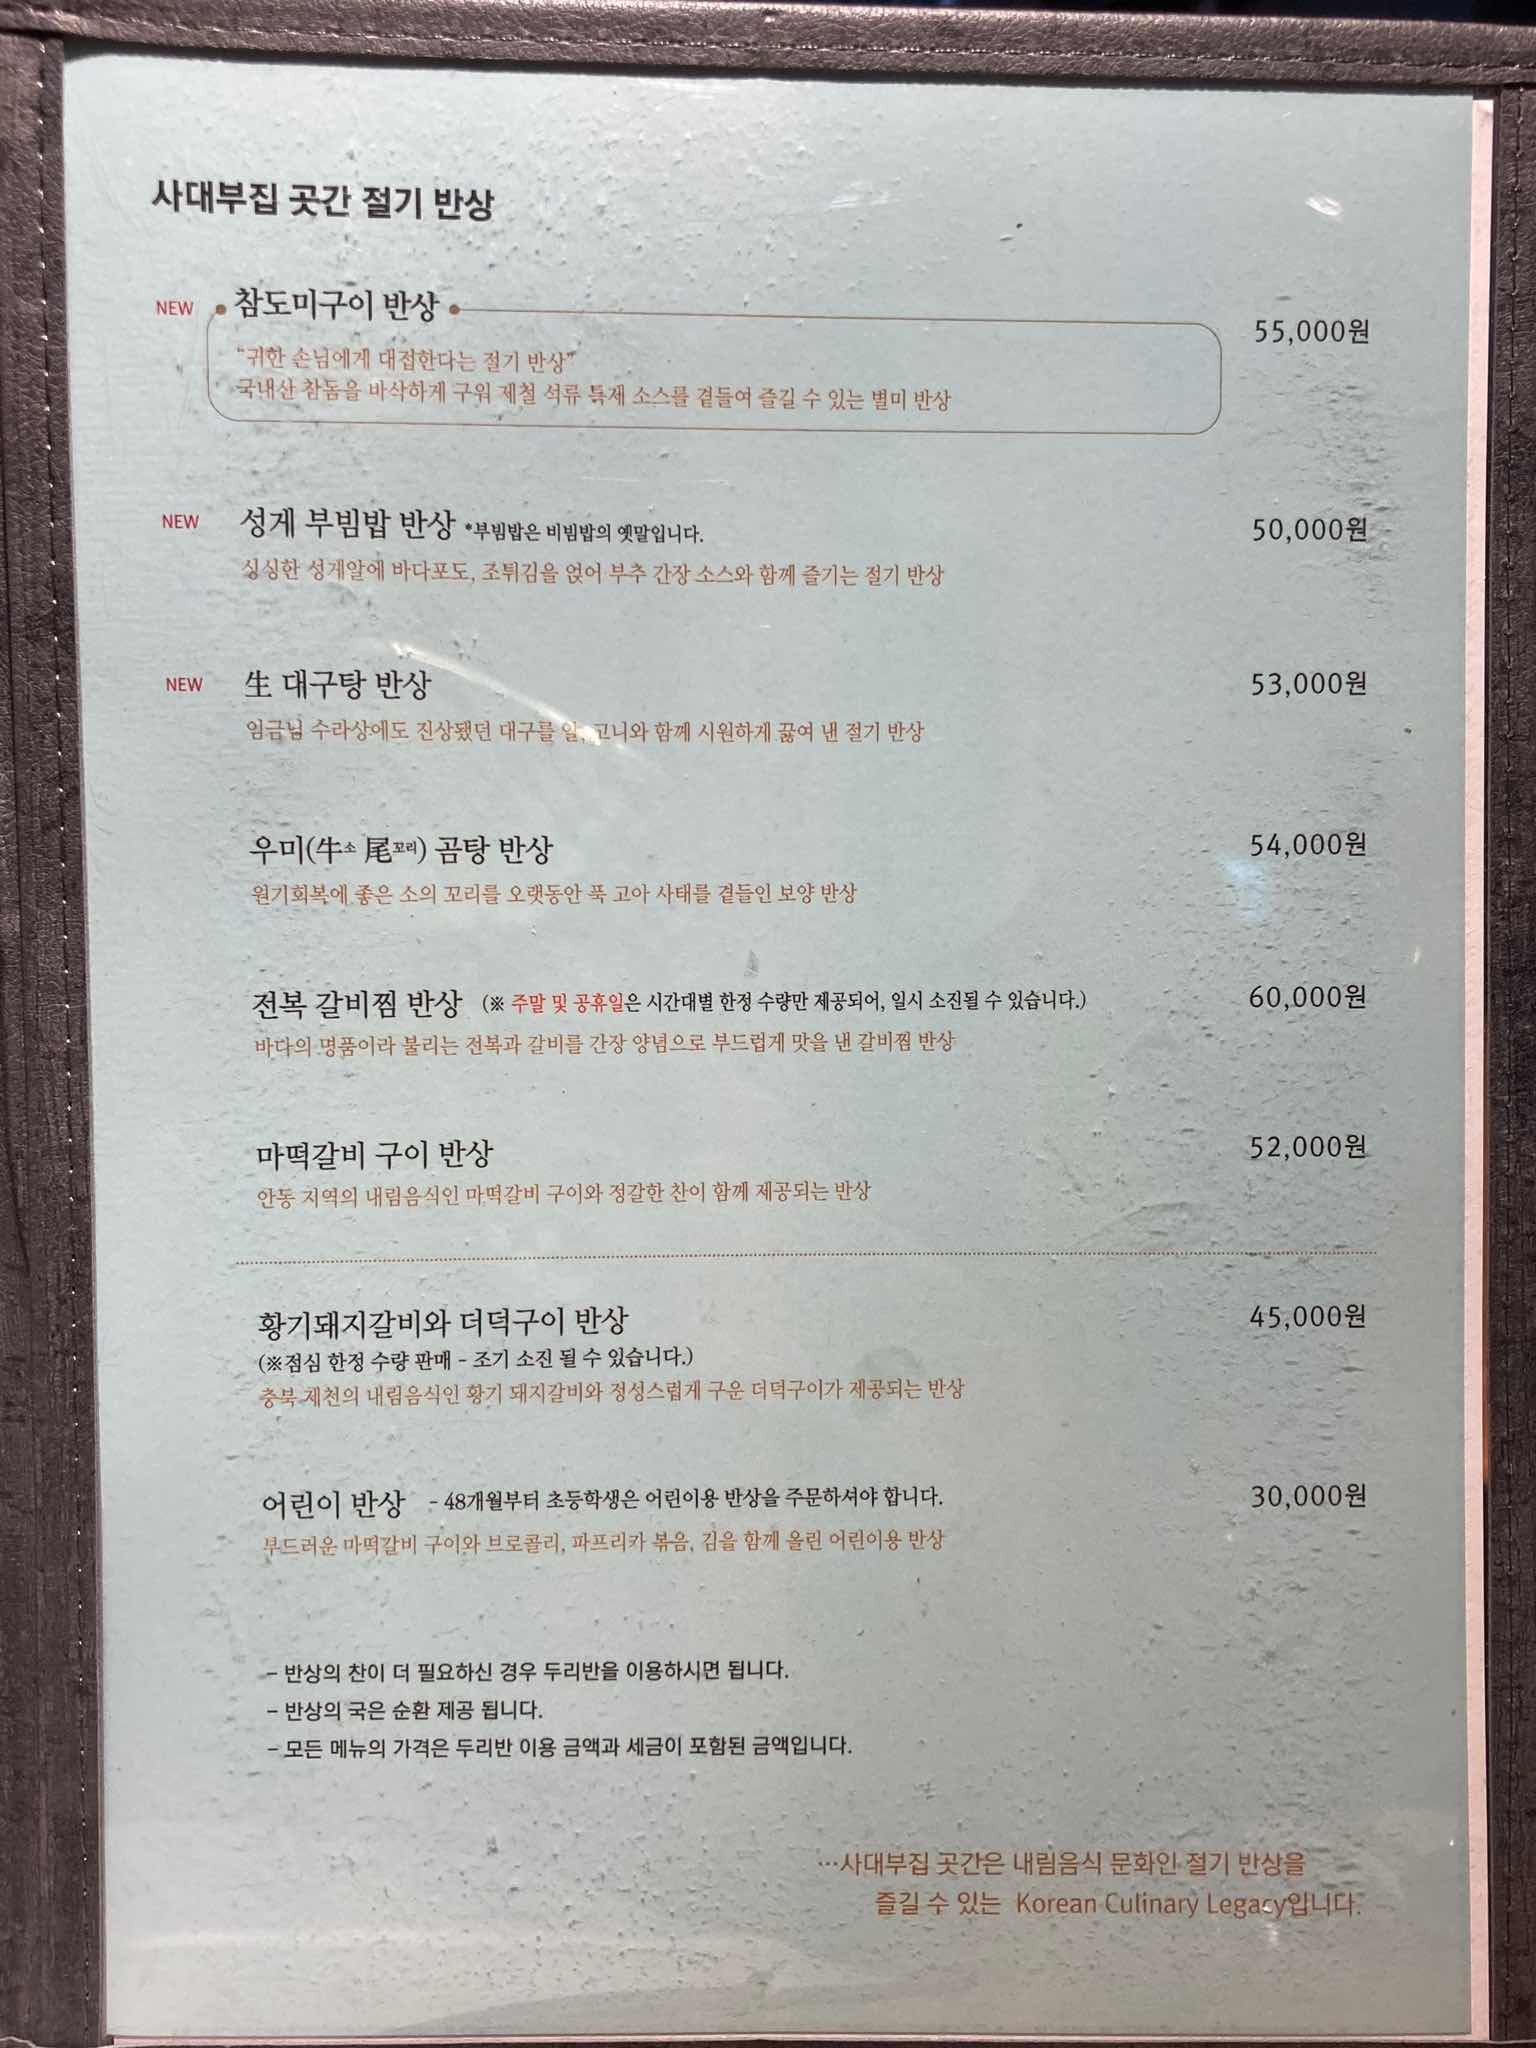 사대부집 곳간 절기 반상
NEW 참도미구이 반상 55,000원
“귀한 손님에게 대접한다는 절기 반상”
국내산 참돔을 바삭하게 구워 제철 석류 특재 소스를 곁들여 즐길 수 있는 별미 반상
NEW 성게 부빔밥 반상 *부빔밥은 비빔밥의 옛말입니다. 50,000원
싱싱한 성게알에 바다포도, 조튀김을 얹어 부추 간장 소스와 함께 즐기는 절기 반상
NEW 生 대구탕 반상 53,000원
임금님 수라상에도 진상됐던 대구를 고니와 함께 시원하게 끓여 낸 절기 반상
우미(牛소 尾꼬리) 곰탕 반상 54,000원
원기회복에 좋은 소의 꼬리를 오랫동안 푹 고아 사태를 곁들인 보양 반상
전복 갈비찜 반상 (※ 주말 및 공휴일은 시간대별 한정 수량만 제공되어, 일시 소진될 수 있습니다.) 60,000원
바다의 명품이라 불리는 전복과 갈비를 간장 양념으로 부드럽게 맛을 낸 갈비찜 반상
마떡갈비 구이 반상 52,000원
안동 지역의 내림음식인 마떡갈비 구이와 정갈한 찬이 함께 제공되는 반상
황기돼지갈비와 더덕구이 반상 45,000원
(※점심 한정 수량 판매 - 조기 소진 될 수 있습니다.)
충북 제천의 내림음식인 황기 돼지갈비와 정성스럽게 구운 더덕구이가 제공되는 반상
어린이 반상 - 48개월부터 초등학생은 어린이용 반상을 주문하셔야 합니다. 30,000원
부드러운 마떡갈비 구이와 브로콜리, 파프리카 볶음, 김을 함께 올린 어린이용 반상
- 반상의 찬이 더 필요하신 경우 두리반을 이용하시면 됩니다.
- 반상의 국은 순환 제공 됩니다.
- 모든 메뉴의 가격은 두리반 이용 금액과 세금이 포함된 금액입니다.
…사대부집 곳간은 내림음식 문화인 절기 반상을
즐길 수 있는 Korean Culinary Legacy입니다.